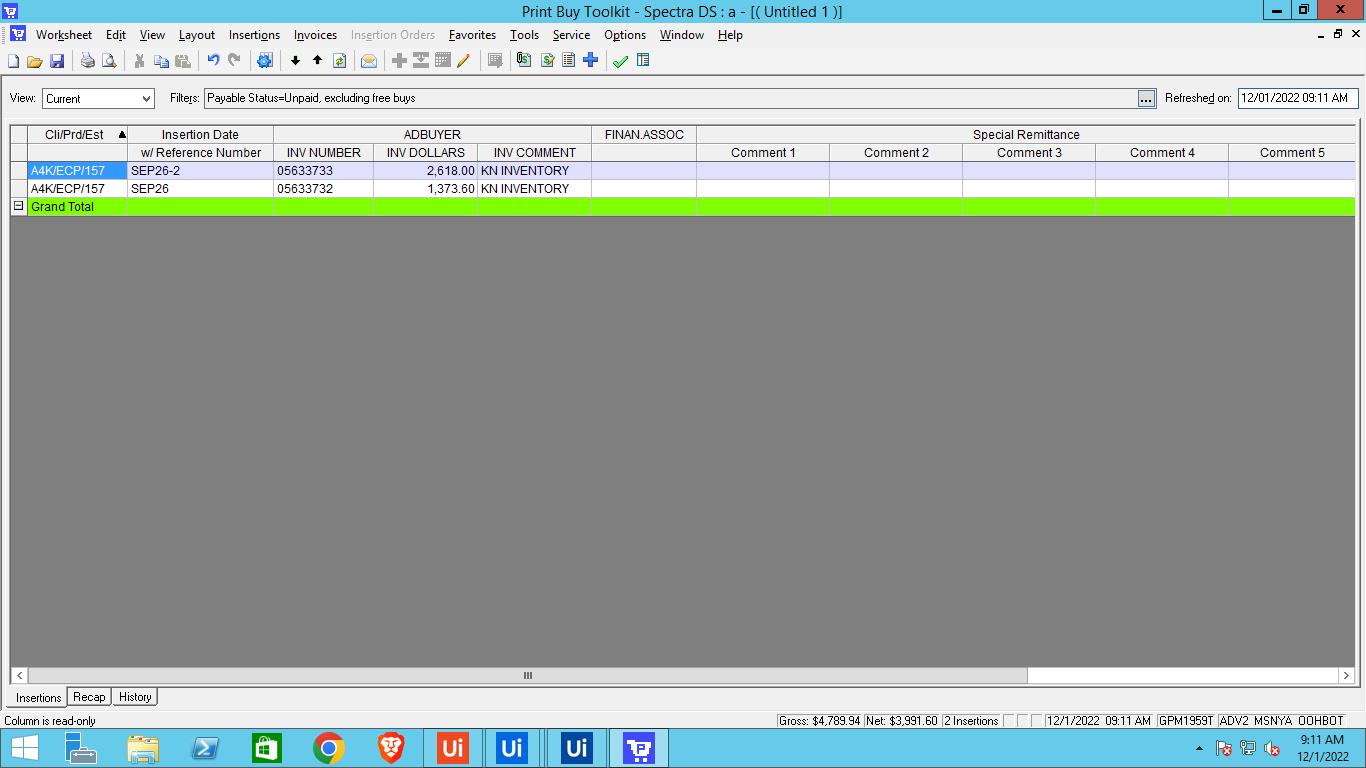 Print Buy Toolkit - Spectra DS : a - [( Untitled 1 )]
Worksheet Edit View Layout Insertions Invoices Insertion Orders Favorites Tools Service Options Window Help
View: Current Filters: Payable Status=Unpaid, excluding free buys ... Refreshed on: 12/01/2022 09:11 AM
Cli/Prd/Est Insertion Date ADBUYER FINAN.ASSOC Special Remittance
w/ Reference Number INV NUMBER INV DOLLARS INV COMMENT Comment 1 Comment 2 Comment 3 Comment 4 Comment 5
A4K/ECP/157 SEP26-2 05633733 2,618.00 KN INVENTORY
A4K/ECP/157 SEP26 05633732 1,373.60 KN INVENTORY
Grand Total
Insertions Recap History
Column is read-only Gross: $4,789.94 Net: $3,991.60 2 Insertions 12/1/2022 09:11 AM GPM1959T ADV2 MSNYA OOHBOT
Ui Ui Ui
9:11 AM
12/1/2022